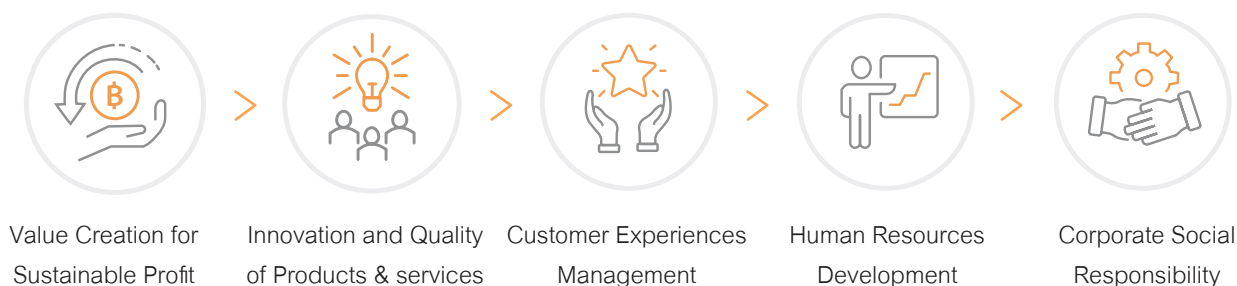 ฿
Value Creation for
Sustainable Profit
Innovation and Quality
of Products & services
Customer Experiences
Management
Human Resources
Development
Corporate Social
Responsibility